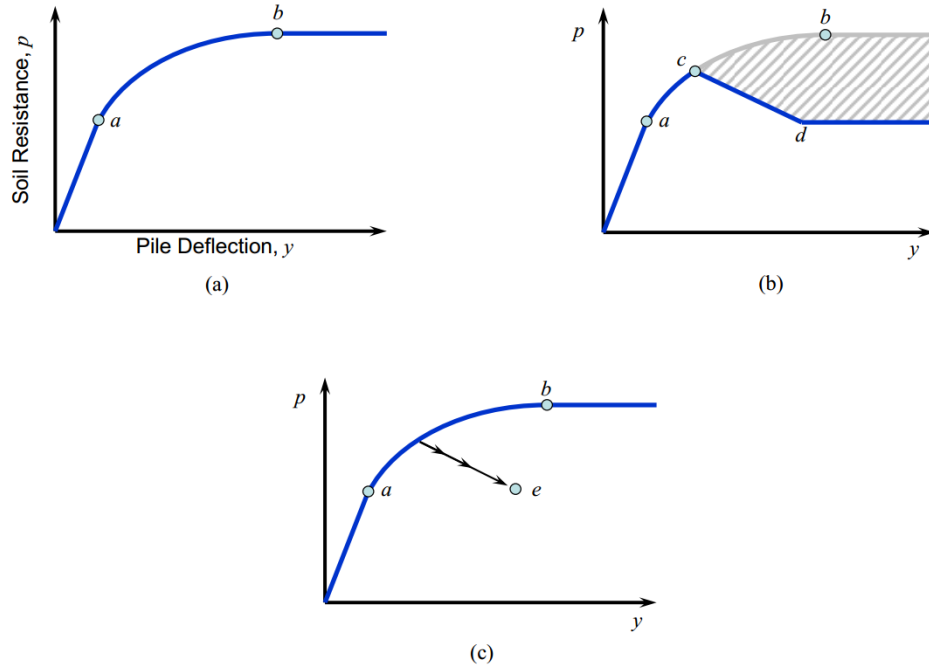 b
a
Soil Resistance, p
Pile Deflection, y
(a)
p
b
c
a
d
y
(b)
p
b
a
e
y
(c)